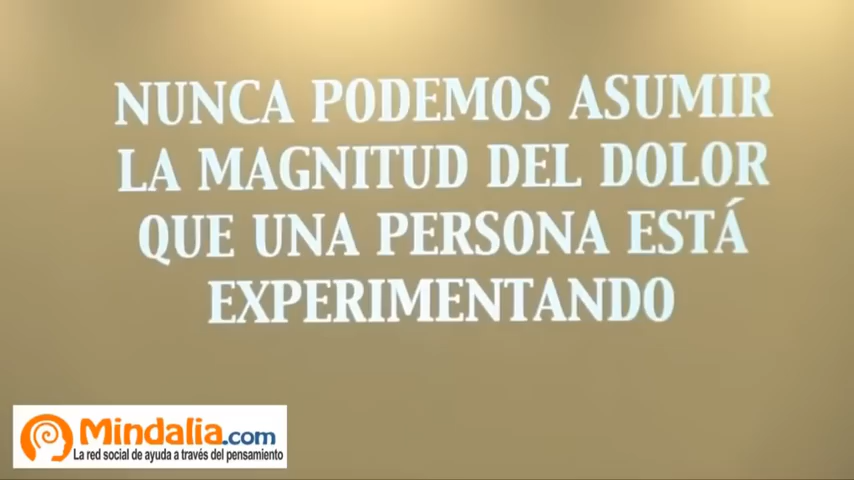 NUNCA PODEMOS ASUMIR
LA MAGNITUD DEL DOLOR
QUE UNA PERSONA ESTÁ
EXPERIMENTANDO
Mindalia.com
La red social de ayuda a través del pensamiento